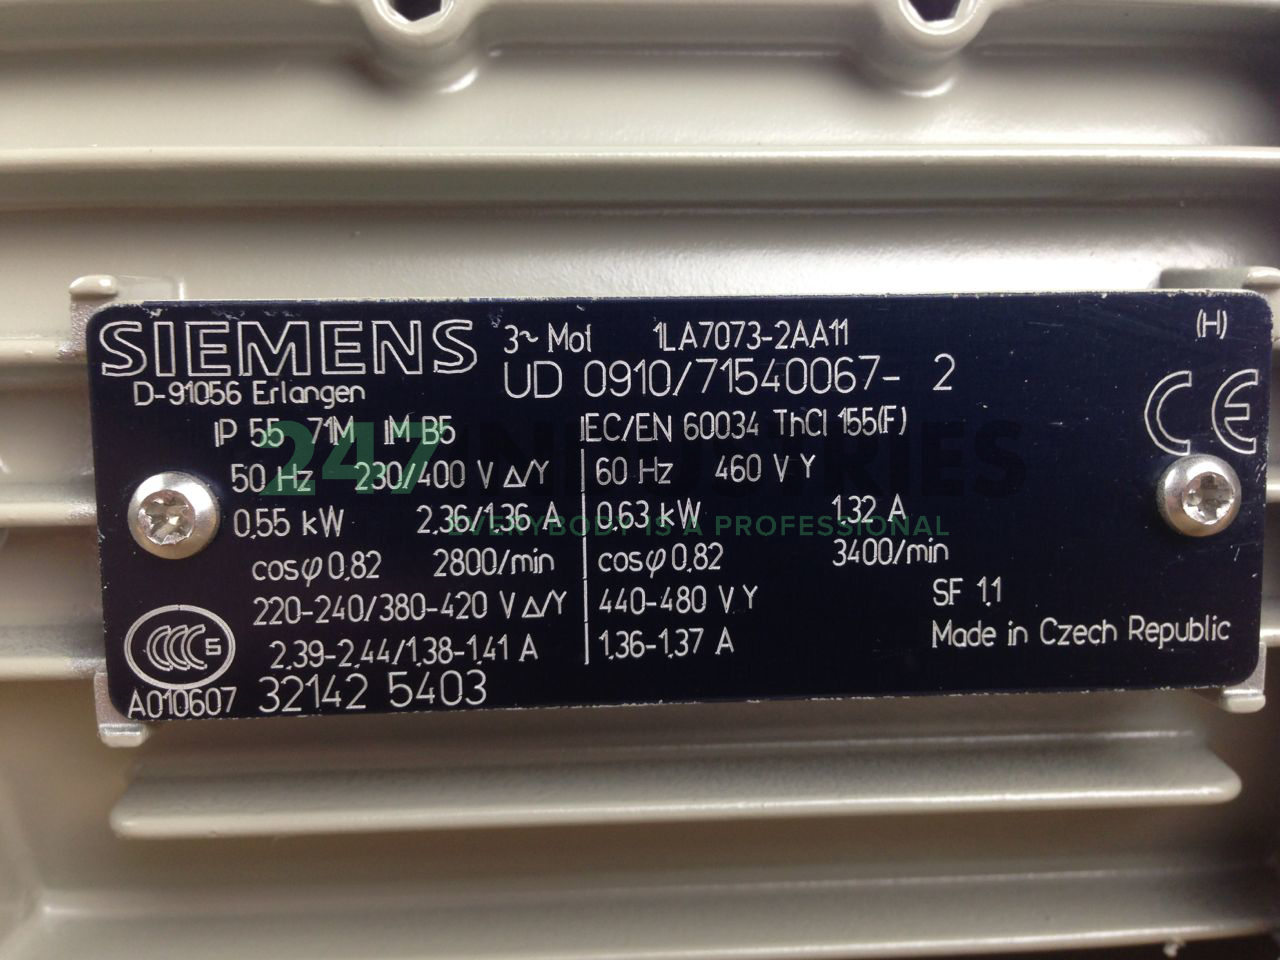 SIEMENS
D-91056 Erlangen
3~ Mot 1LA7073-2AA11 (H)
UD 0910/71540067- 2
CE
IP 55 71M IM B5
50 Hz 230/400 V Δ/Y
0.55 kW 2.36/1.36 A
cosφ 0.82 2800/min
220-240/380-420 V Δ/Y
2.39-2.44/1.38-1.41 A
IEC/EN 60034 ThCl 155(F)
60 Hz 460 V Y
0.63 kW 1.32 A
cosφ 0.82 3400/min
440-480 V Y
1.36-1.37 A
SF 1.1
Made in Czech Republic
CCC S
A010607 32142 5403
247 INDUSTRIES
EVERYBODY IS A PROFESSIONAL